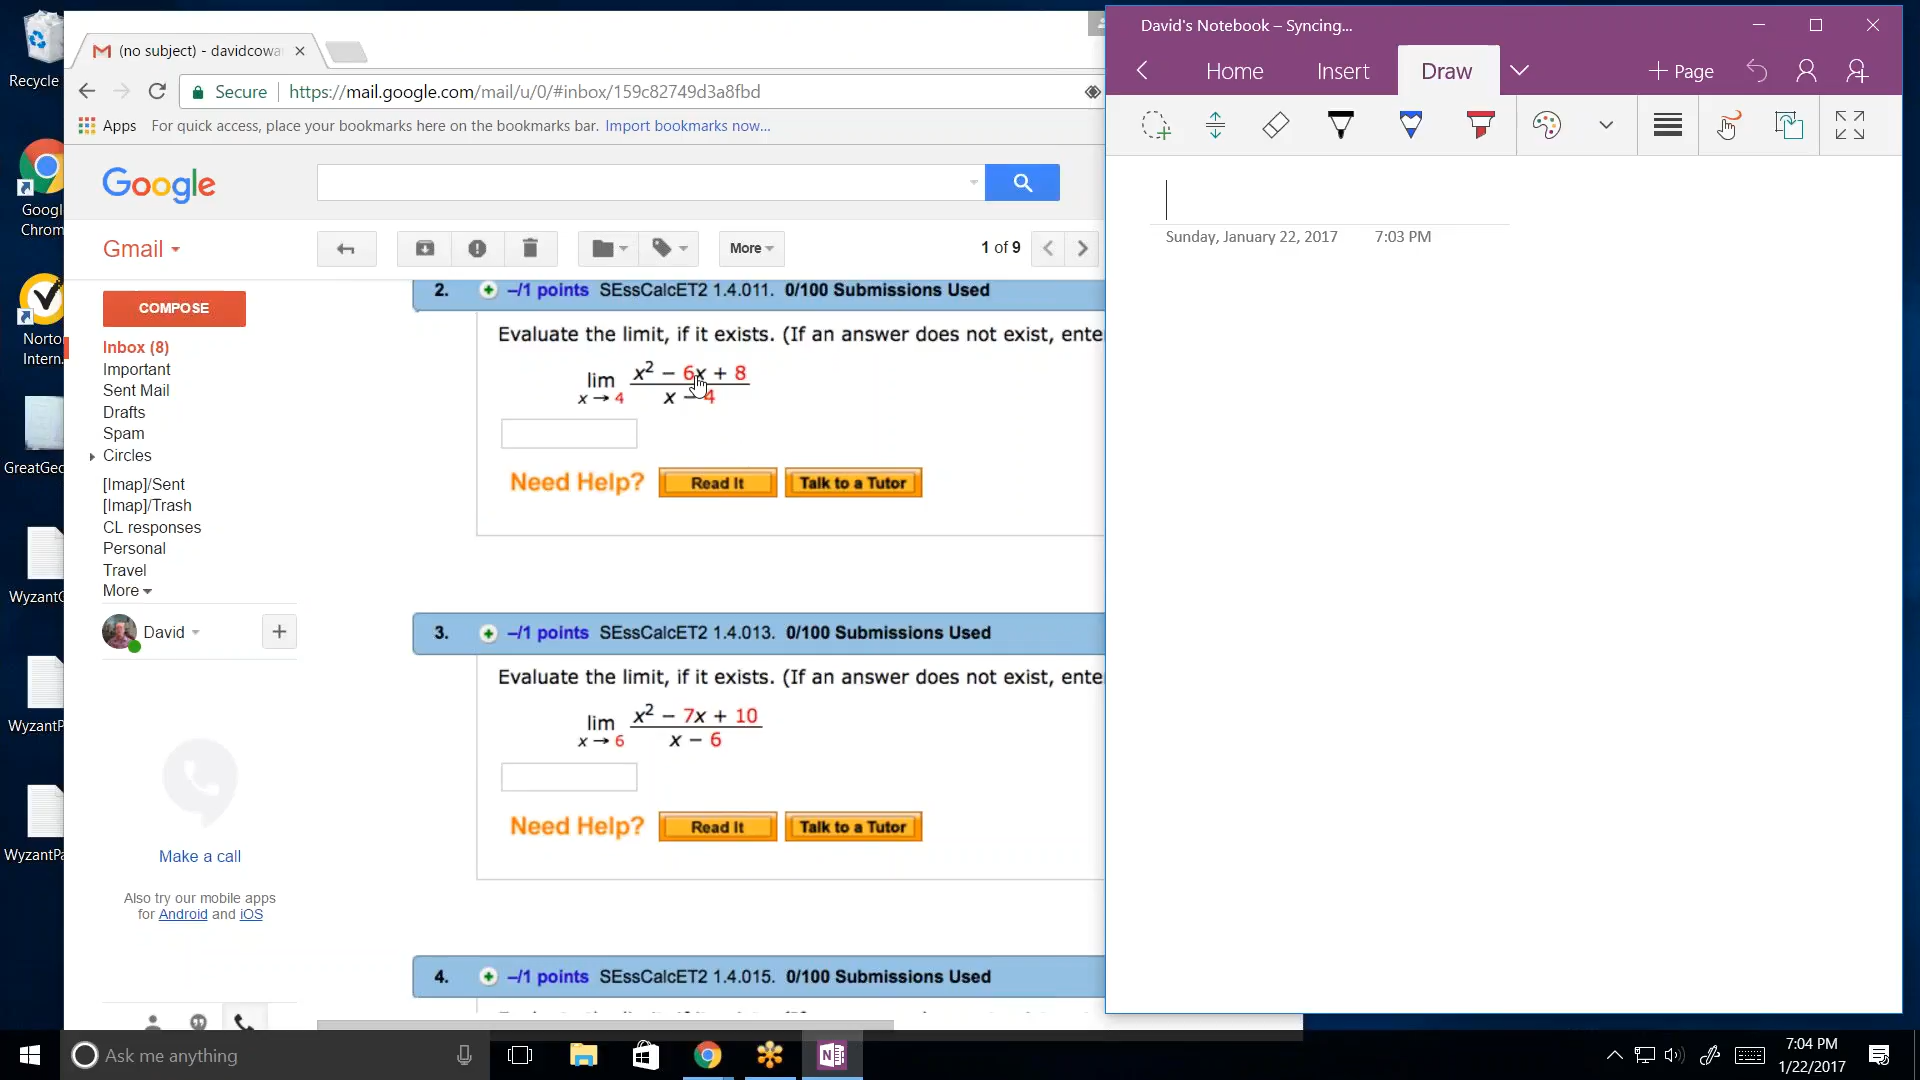 Recycle
Google
Chrom
Norto
Intern.
GreatGeo
WyzantC
WyzantPa
WyzantPa
(no subject) - davidcowa
Secure
https://mail.google.com/mail/u/0/#inbox/159c82749d3a8fbd
Apps For quick access, place your bookmarks here on the bookmarks bar. Import bookmarks now...
Google
Gmail
More
1 of 9
COMPOSE
Inbox (8)
Important
Sent Mail
Drafts
Spam
Circles
[Imap]/Sent
[Imap]/Trash
CL responses
Personal
Travel
More
David
Make a call
Also try our mobile apps
for Android and iOS
2. –/1 points SEssCalcET2 1.4.011. 0/100 Submissions Used
Evaluate the limit, if it exists. (If an answer does not exist, ente
lim x → 4 x² − 6x + 8
x − 4
Need Help? Read It Talk to a Tutor
3. –/1 points SEssCalcET2 1.4.013. 0/100 Submissions Used
Evaluate the limit, if it exists. (If an answer does not exist, ente
lim x → 6 x² − 7x + 10
x − 6
Need Help? Read It Talk to a Tutor
4. –/1 points SEssCalcET2 1.4.015. 0/100 Submissions Used
David's Notebook – Syncing...
Home Insert Draw
Page
Sunday, January 22, 2017 7:03 PM
Ask me anything
7:04 PM
1/22/2017